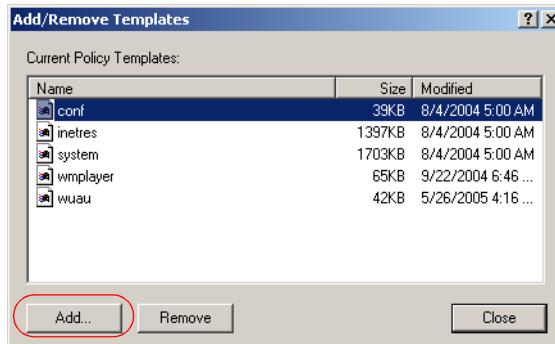 Add/Remove Templates
Current Policy Templates:
Name Size Modified
conf 39KB 8/4/2004 5:00 AM
inetres 1397KB 8/4/2004 5:00 AM
system 1703KB 8/4/2004 5:00 AM
wmplayer 65KB 9/22/2004 6:46 ...
wuau 42KB 5/26/2005 4:16 ...
Add... Remove Close